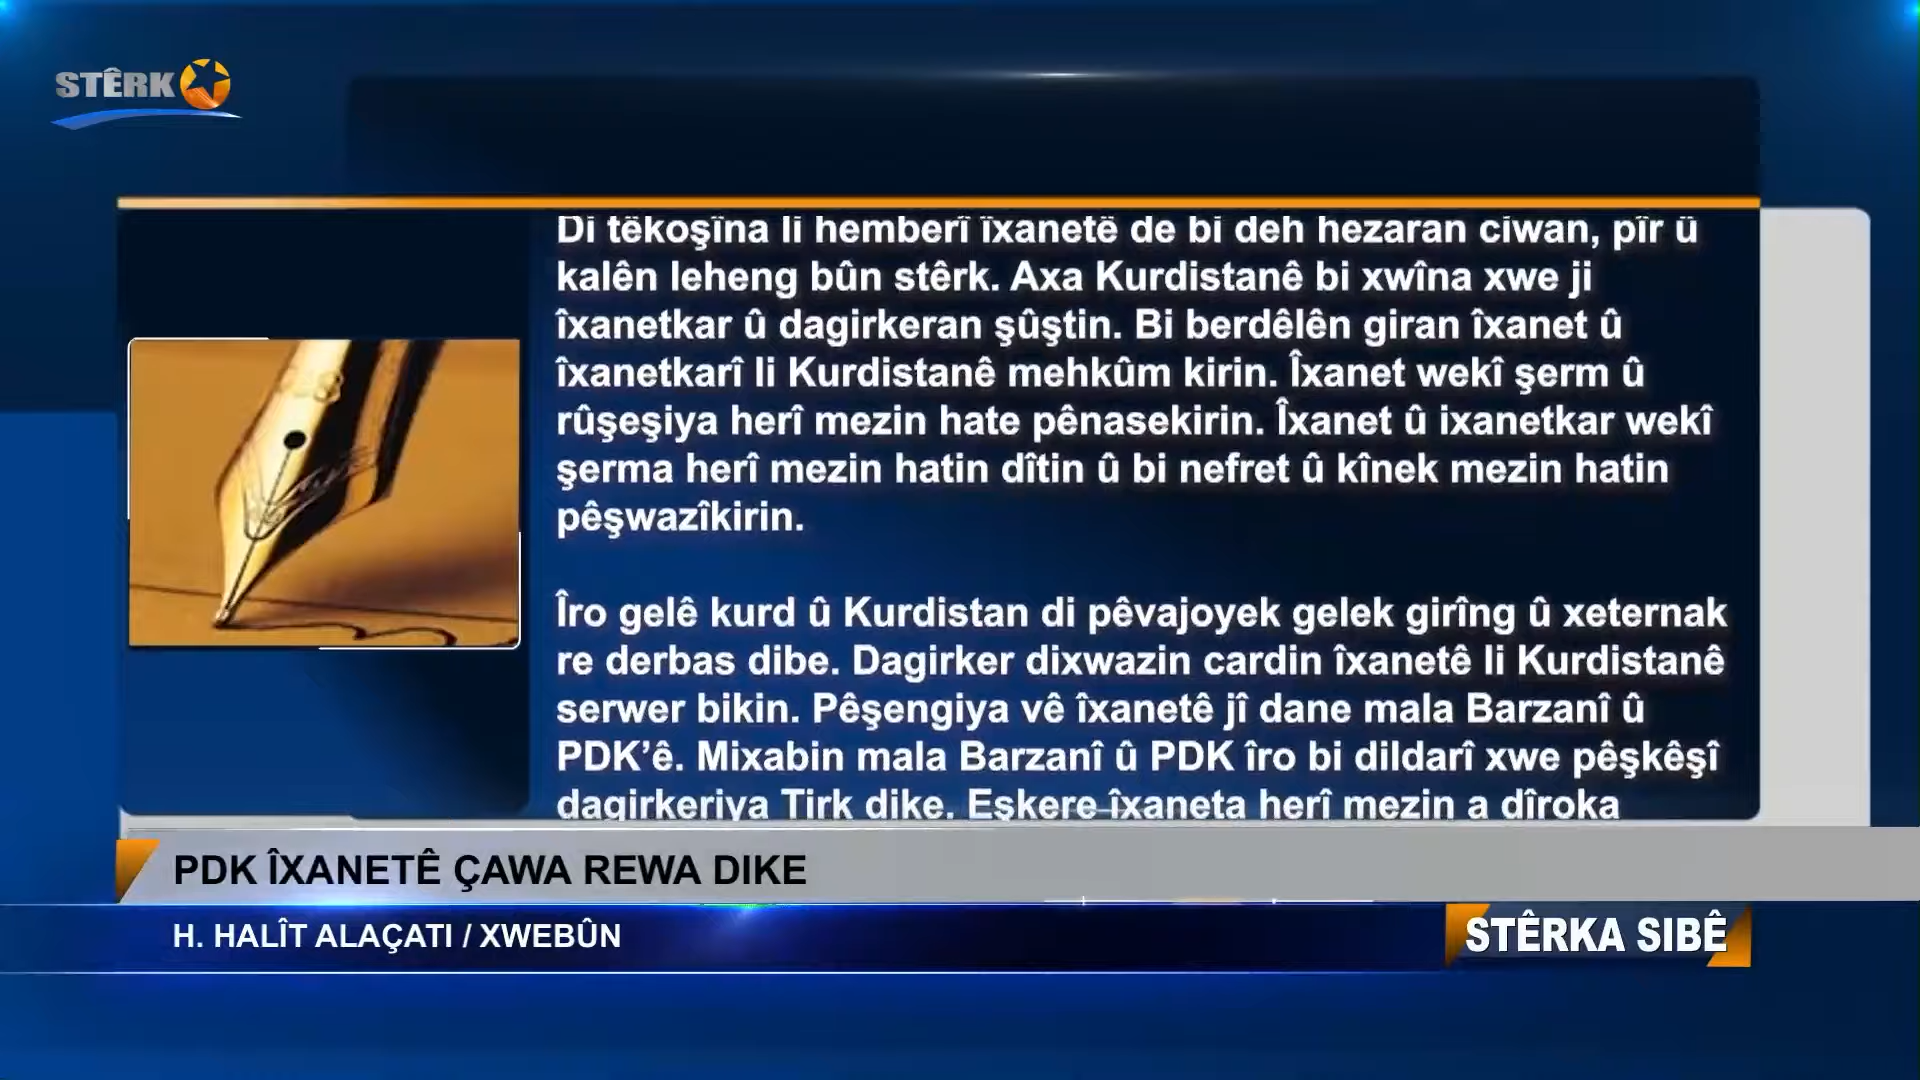 STÊRK
Di têkoşîna li hemberî îxanetê de bi deh hezaran ciwan, pîr û
kalên leheng bûn stêrk. Axa Kurdistanê bi xwîna xwe ji
îxanetkar û dagirkeran şûştin. Bi berdêlên giran îxanet û
îxanetkarî li Kurdistanê mehkûm kirin. Îxanet wekî şerm û
rûşeşiya herî mezin hate pênasekirin. Îxanet û ixanetkar wekî
şerma herî mezin hatin dîtin û bi nefret û kînek mezin hatin
pêşwazîkirin.
Îro gelê kurd û Kurdistan di pêvajoyek gelek girîng û xeternak
re derbas dibe. Dagirker dixwazin cardin îxanetê li Kurdistanê
serwer bikin. Pêşengiya vê îxanetê jî dane mala Barzanî û
PDK’ê. Mixabin mala Barzanî û PDK îro bi dildarî xwe pêşkêşî
dagirkeriya Tirk dike. Eşkere îxaneta herî mezin a dîroka
PDK ÎXANETÊ ÇAWA REWA DIKE
H. HALÎT ALAÇATI / XWEBÛN
STÊRKA SIBÊ